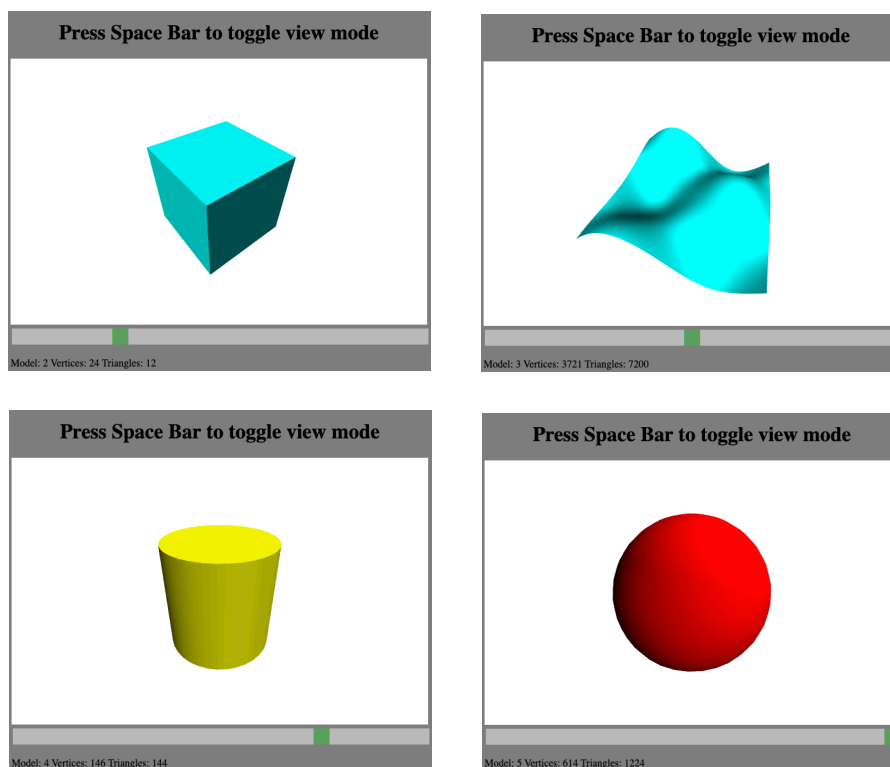 Press Space Bar to toggle view mode
Model: 2 Vertices: 24 Triangles: 12
Press Space Bar to toggle view mode
Model: 3 Vertices: 3721 Triangles: 7200
Press Space Bar to toggle view mode
Model: 4 Vertices: 146 Triangles: 144
Press Space Bar to toggle view mode
Model: 5 Vertices: 614 Triangles: 1224